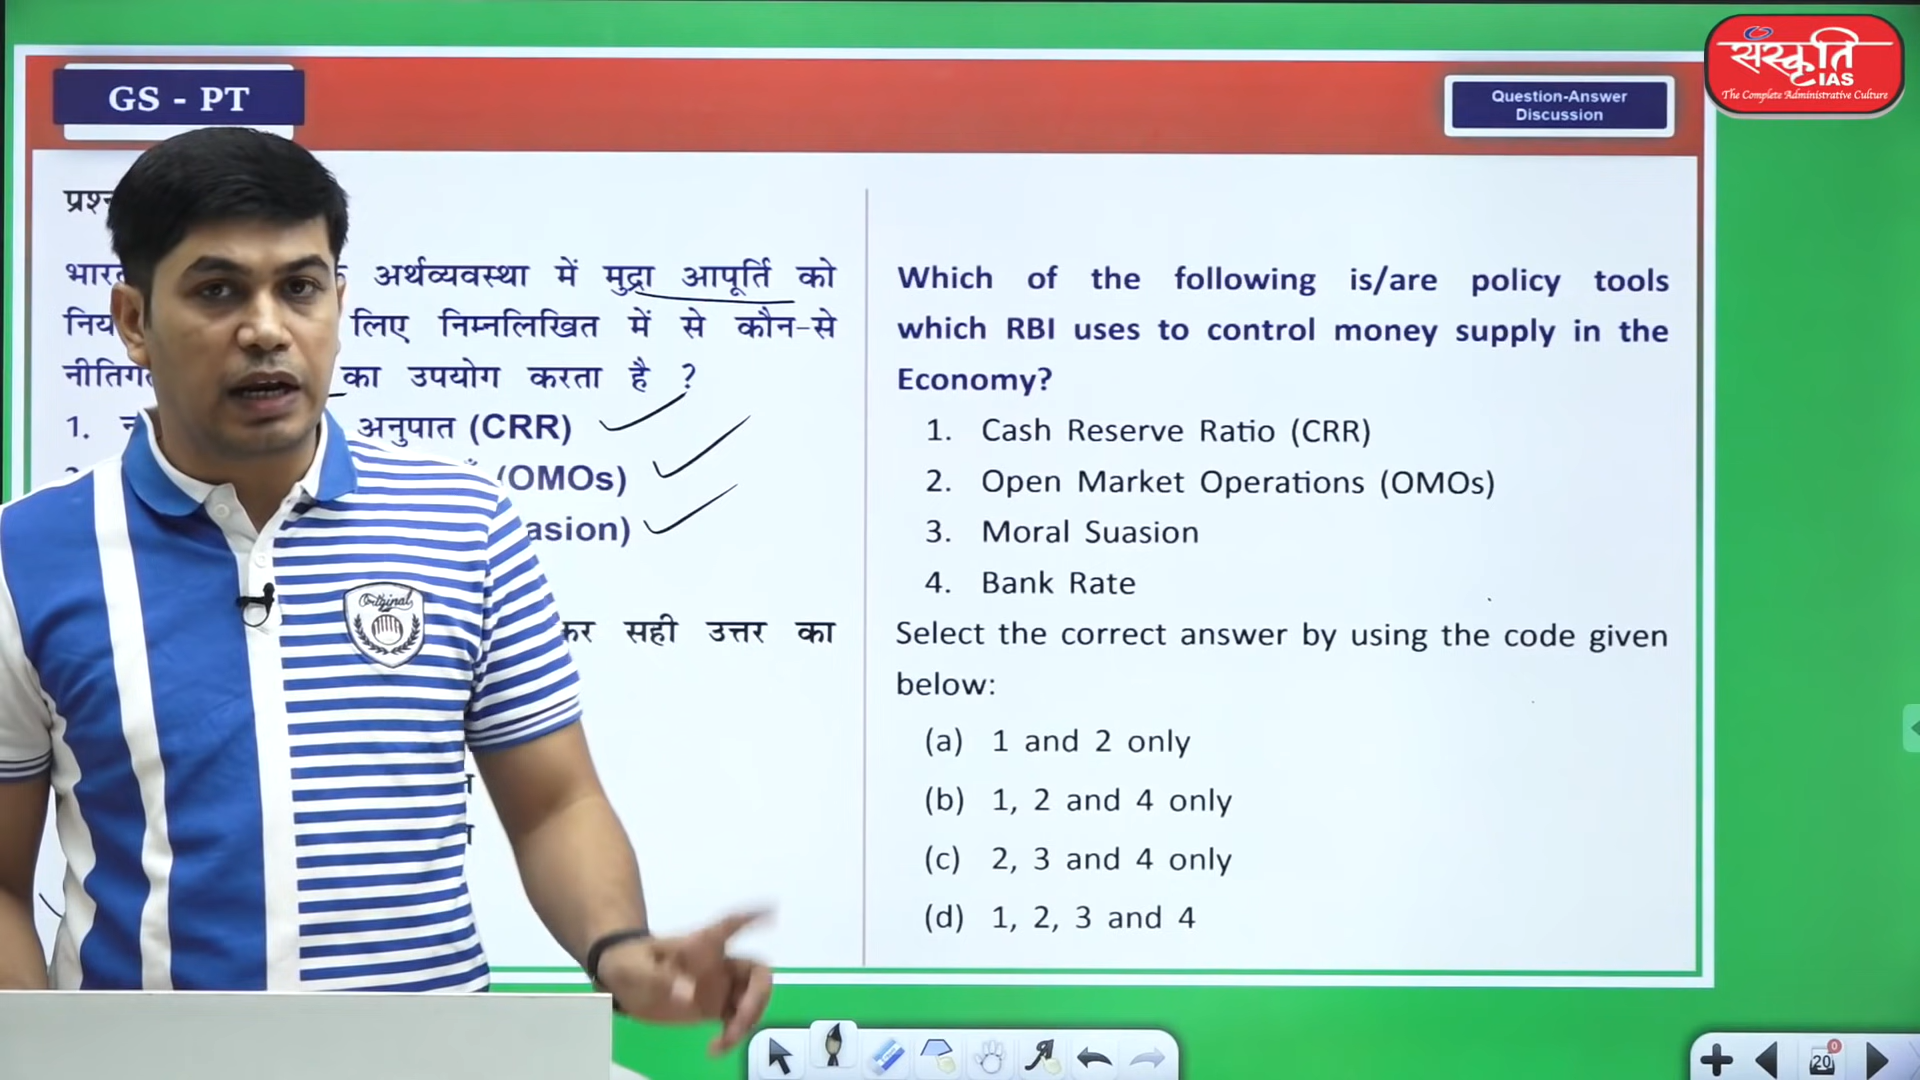 GS - PT
Question-Answer
Discussion
संस्कृति
IAS
The Complete Administrative Culture
अर्थव्यवस्था में मुद्रा आपूर्ति को
लिए निम्नलिखित में से कौन-से
का उपयोग करता है ?
1. अनुपात (CRR)
(OMOs)
कर सही उत्तर का
Which of the following is/are policy tools
which RBI uses to control money supply in the
Economy?
1. Cash Reserve Ratio (CRR)
2. Open Market Operations (OMOs)
3. Moral Suasion
4. Bank Rate
Select the correct answer by using the code given
below:
(a) 1 and 2 only
(b) 1, 2 and 4 only
(c) 2, 3 and 4 only
(d) 1, 2, 3 and 4
Original
20
0